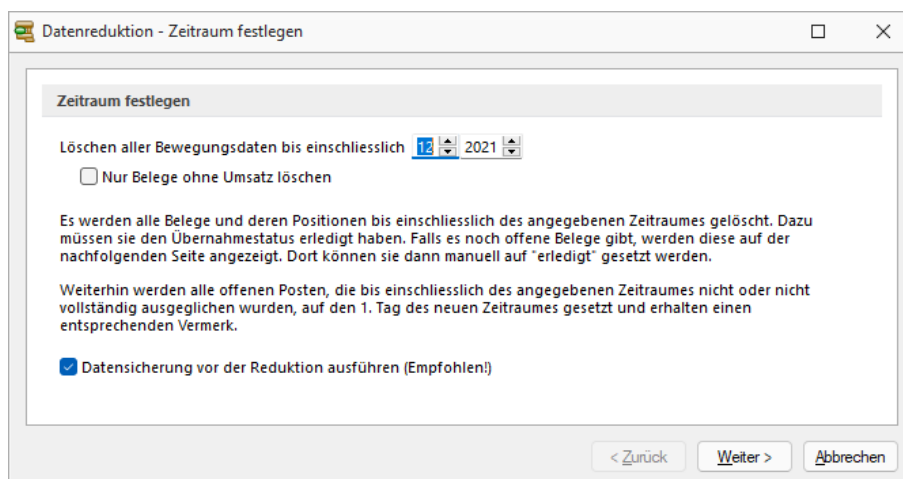 Datenreduktion - Zeitraum festlegen
Zeitraum festlegen
Löschen aller Bewegungsdaten bis einschliesslich 12 2021
Nur Belege ohne Umsatz löschen
Es werden alle Belege und deren Positionen bis einschliesslich des angegebenen Zeitraumes gelöscht. Dazu
müssen sie den Übernahmestatus erledigt haben. Falls es noch offene Belege gibt, werden diese auf der
nachfolgenden Seite angezeigt. Dort können sie dann manuell auf "erledigt" gesetzt werden.
Weiterhin werden alle offenen Posten, die bis einschliesslich des angegebenen Zeitraumes nicht oder nicht
vollständig ausgeglichen wurden, auf den 1. Tag des neuen Zeitraumes gesetzt und erhalten einen
entsprechenden Vermerk.
Datensicherung vor der Reduktion ausführen (Empfohlen!)
< Zurück Weiter > Abbrechen